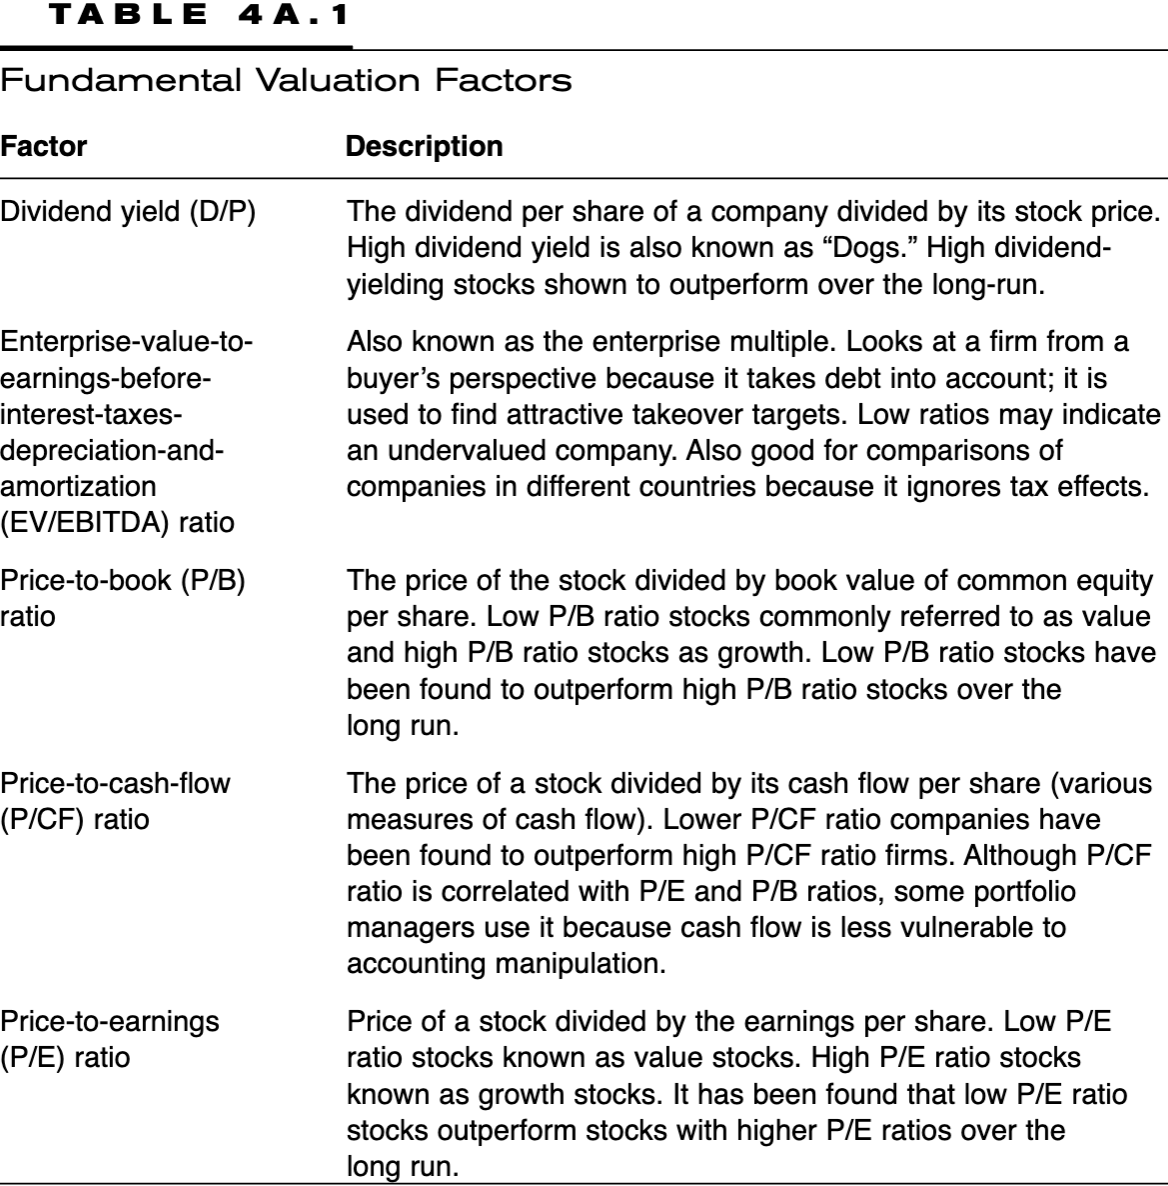 TABLE 4A.1
Fundamental Valuation Factors
Factor Description
Dividend yield (D/P) The dividend per share of a company divided by its stock price.
High dividend yield is also known as “Dogs.” High dividend-
yielding stocks shown to outperform over the long-run.
Enterprise-value-to- Also known as the enterprise multiple. Looks at a firm from a
earnings-before- buyer’s perspective because it takes debt into account; it is
interest-taxes- used to find attractive takeover targets. Low ratios may indicate
depreciation-and- an undervalued company. Also good for comparisons of
amortization companies in different countries because it ignores tax effects.
(EV/EBITDA) ratio
Price-to-book (P/B) The price of the stock divided by book value of common equity
ratio per share. Low P/B ratio stocks commonly referred to as value
and high P/B ratio stocks as growth. Low P/B ratio stocks have
been found to outperform high P/B ratio stocks over the
long run.
Price-to-cash-flow The price of a stock divided by its cash flow per share (various
(P/CF) ratio measures of cash flow). Lower P/CF ratio companies have
been found to outperform high P/CF ratio firms. Although P/CF
ratio is correlated with P/E and P/B ratios, some portfolio
managers use it because cash flow is less vulnerable to
accounting manipulation.
Price-to-earnings Price of a stock divided by the earnings per share. Low P/E
(P/E) ratio ratio stocks known as value stocks. High P/E ratio stocks
known as growth stocks. It has been found that low P/E ratio
stocks outperform stocks with higher P/E ratios over the
long run.